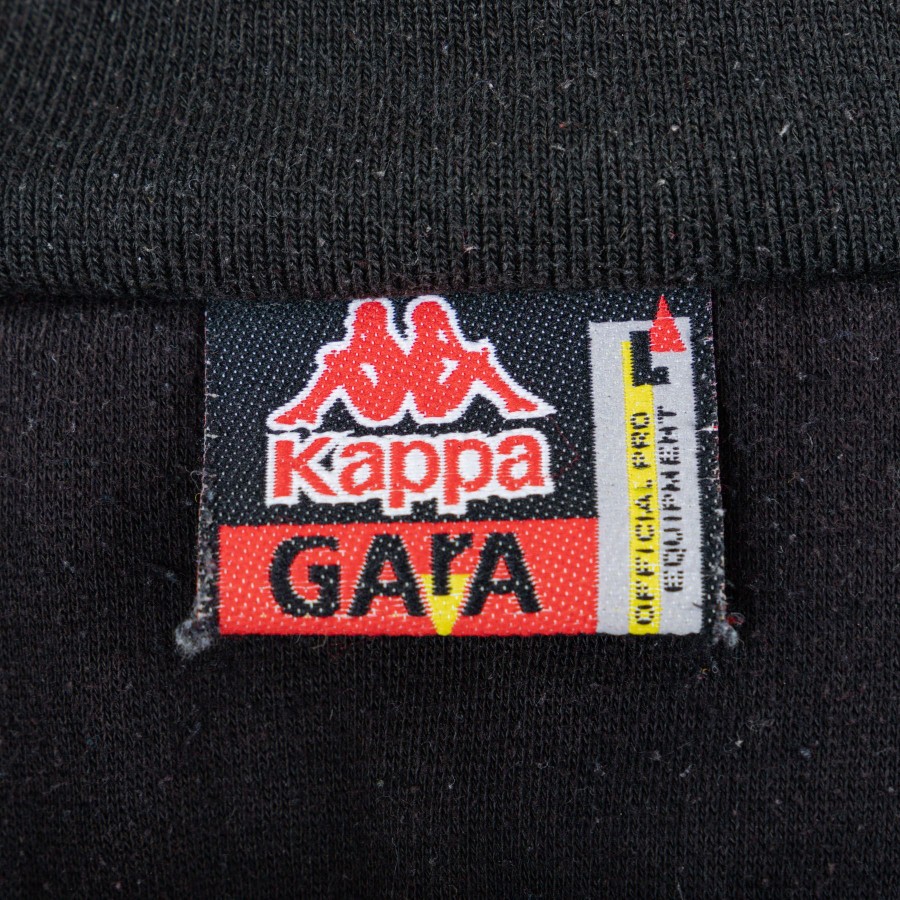 Kappa
GArA
L
OFFICIAL PRO
EQUIPMENT